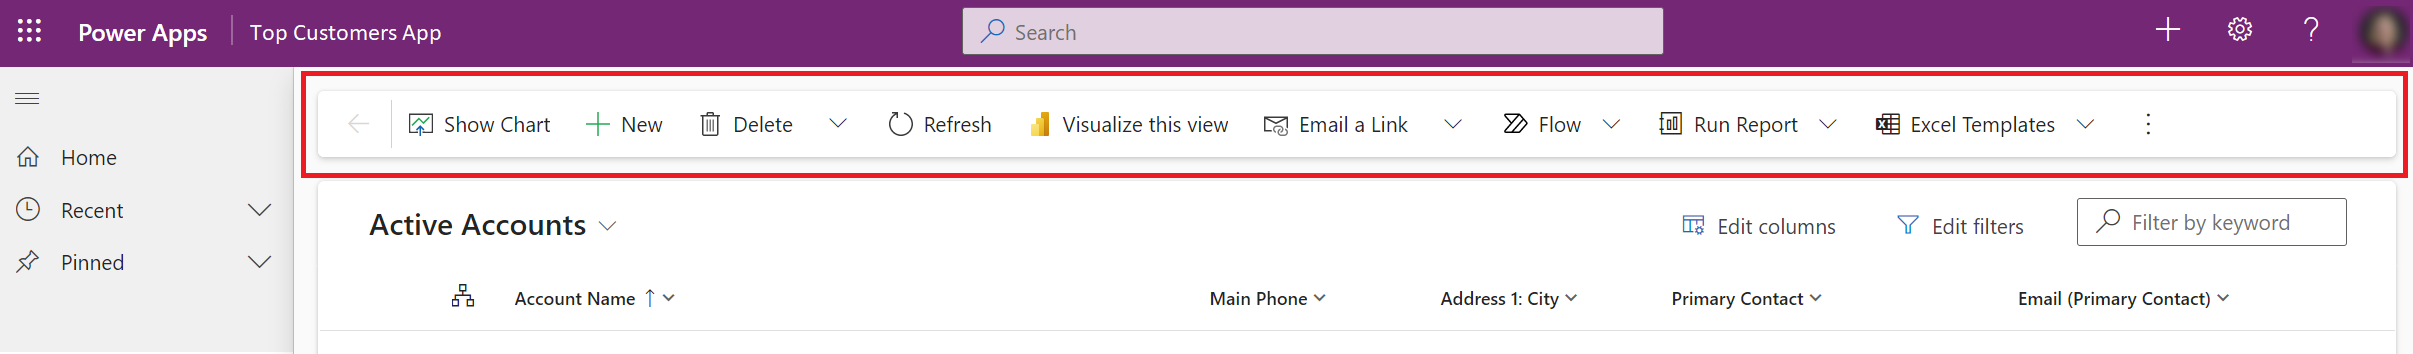 Power Apps Top Customers App Search
Show Chart New Delete Refresh Visualize this view Email a Link Flow Run Report Excel Templates
Home
Recent
Pinned
Active Accounts Edit columns Edit filters Filter by keyword
Account Name Main Phone Address 1: City Primary Contact Email (Primary Contact)